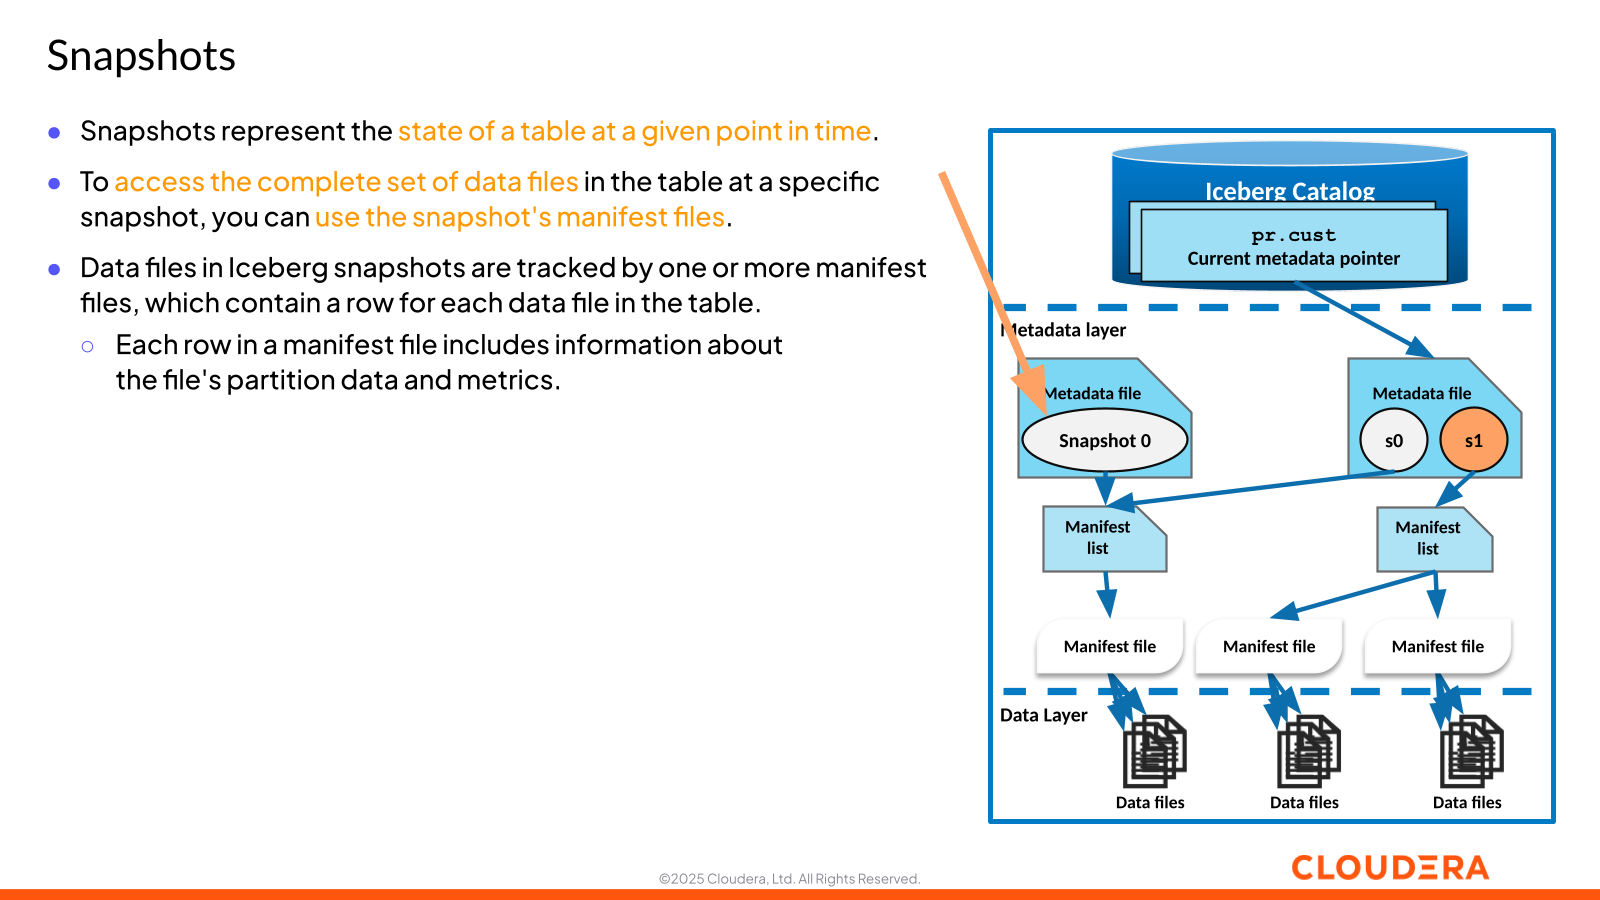 Snapshots
Snapshots represent the state of a table at a given point in time.
To access the complete set of data files in the table at a specific
snapshot, you can use the snapshot's manifest files.
Data files in Iceberg snapshots are tracked by one or more manifest
files, which contain a row for each data file in the table.
Each row in a manifest file includes information about
the file's partition data and metrics.
Iceberg Catalog
pr.cust
Current metadata pointer
Metadata layer
Metadata file
Snapshot 0
Metadata file
s0
s1
Manifest
list
Manifest
list
Manifest file
Manifest file
Manifest file
Data Layer
Data files
Data files
Data files
©2025 Cloudera, Ltd. All Rights Reserved.
CLOUDERA